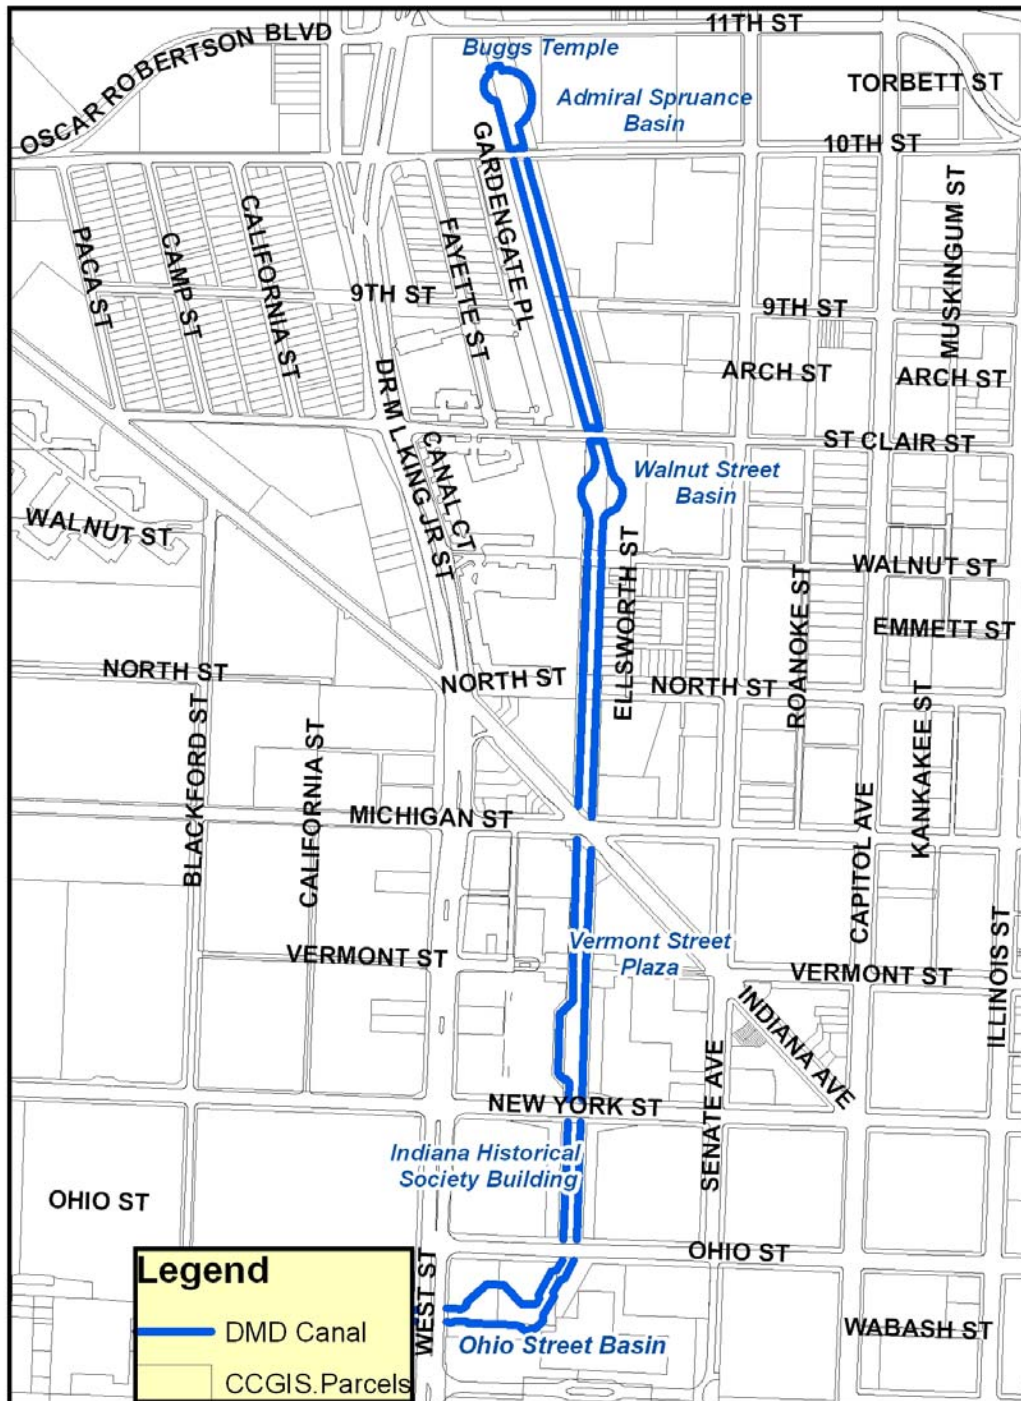 11TH ST
OSCAR ROBERTSON BLVD
Buggs Temple
TORBETT ST
Admiral Spruance
Basin
10TH ST
GARDENGATE PL
MUSKINGUM ST
CALIFORNIA ST
FAYETTE ST
PACA ST
CAMP ST
9TH ST
9TH ST
ARCH ST
ARCH ST
DR M L KING JR ST
CANAL CT
ST CLAIR ST
Walnut Street
Basin
WALNUT ST
ELLSWORTH ST
WALNUT ST
ROANOKE ST
EMMETT ST
NORTH ST
NORTH ST
NORTH ST
BLACKFORD ST
CALIFORNIA ST
KANKAKEE ST
CAPITOL AVE
MICHIGAN ST
ILLINOIS ST
Vermont Street
Plaza
VERMONT ST
VERMONT ST
INDIANA AVE
SENATE AVE
NEW YORK ST
Indiana Historical
Society Building
OHIO ST
OHIO ST
WEST ST
WABASH ST
Ohio Street Basin
Legend
DMD Canal
CCGIS.Parcels